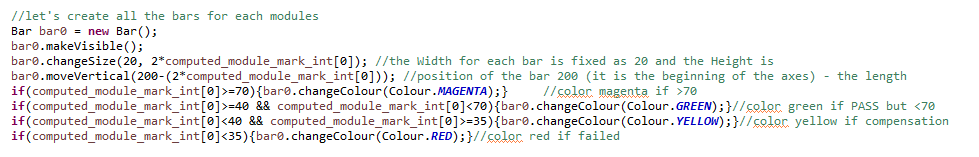 //let's create all the bars for each modules
Bar bar0 = new Bar();
bar0.makeVisible();
bar0.changeSize(20, 2*computed_module_mark_int[0]); //the Width for each bar is fixed as 20 and the Height is
bar0.moveVertical(200-(2*computed_module_mark_int[0])); //position of the bar 200 (it is the beginning of the axes) - the length
if(computed_module_mark_int[0]>=70){bar0.changeColour(Colour.MAGENTA);}     //color magenta if >70
if(computed_module_mark_int[0]>=40 && computed_module_mark_int[0]<70){bar0.changeColour(Colour.GREEN);}//color green if PASS but <70
if(computed_module_mark_int[0]<40 && computed_module_mark_int[0]>=35){bar0.changeColour(Colour.YELLOW);}//color yellow if compensation
if(computed_module_mark_int[0]<35){bar0.changeColour(Colour.RED);}//color red if failed